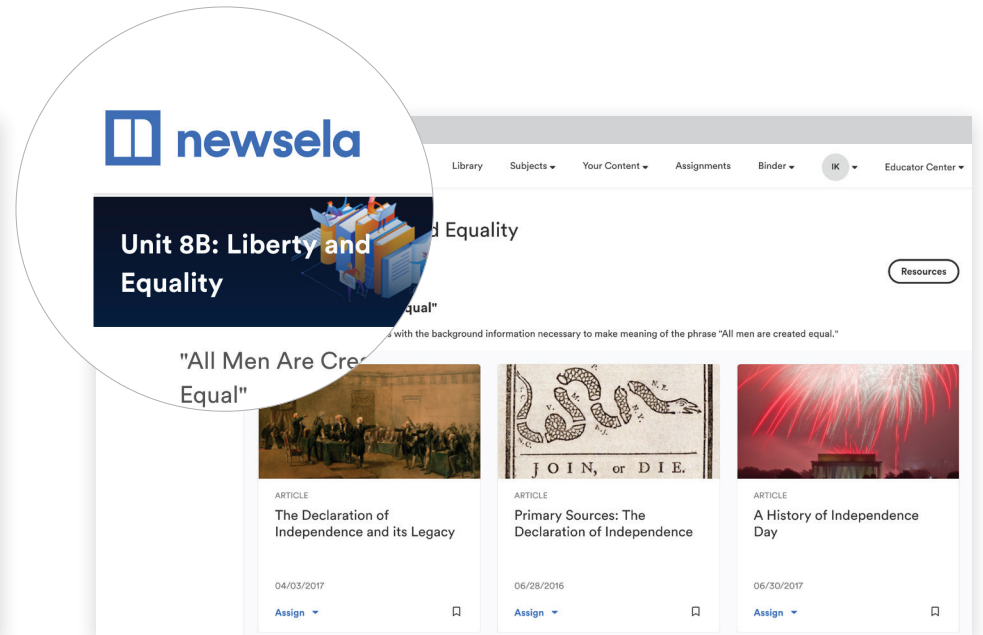 newsela
Library Subjects Your Content Assignments Binder IK Educator Center
Unit 8B: Liberty and
Equality
d Equality
Resources
qual"
with the background information necessary to make meaning of the phrase "All men are created equal."
"All Men Are Cre
Equal"
N.C.
V.
M.
N.J.
N.Y.
N.E.
JOIN, or DIE.
ARTICLE
The Declaration of
Independence and its Legacy
04/03/2017
Assign
ARTICLE
Primary Sources: The
Declaration of Independence
06/28/2016
Assign
ARTICLE
A History of Independence
Day
06/30/2017
Assign